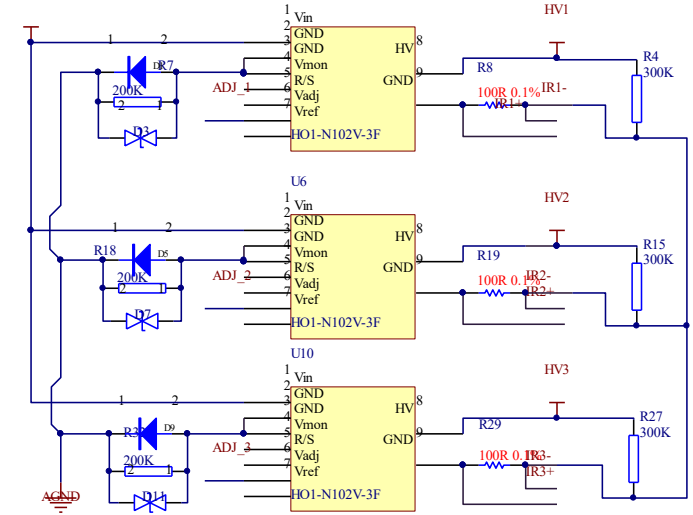 HV1
1 Vin
2 GND
1 2 3 GND HV 8
4 Vmon
R7 5 R/S GND 9 R8 R4
ADJ_1 6 Vadj 300K
200K 100R 0.1% IR1-
2 1 7 Vref IR1+
D3
HO1-N102V-3F
U6 HV2
1 Vin
2 GND
1 2 3 GND HV 8
4 Vmon
R18 D5 5 R/S GND 9 R19 R15
ADJ_2 6 Vadj 300K
200K 100R 0.1% IR2-
2 1 7 Vref IR2+
D7
HO1-N102V-3F
U10 HV3
1 Vin
2 GND
1 2 3 GND HV 8
4 Vmon
D9 5 R/S GND 9 R29 R27
ADJ_3 6 Vadj 300K
200K 100R 0.1% IR3-
2 1 7 Vref IR3+
AGND D11
HO1-N102V-3F